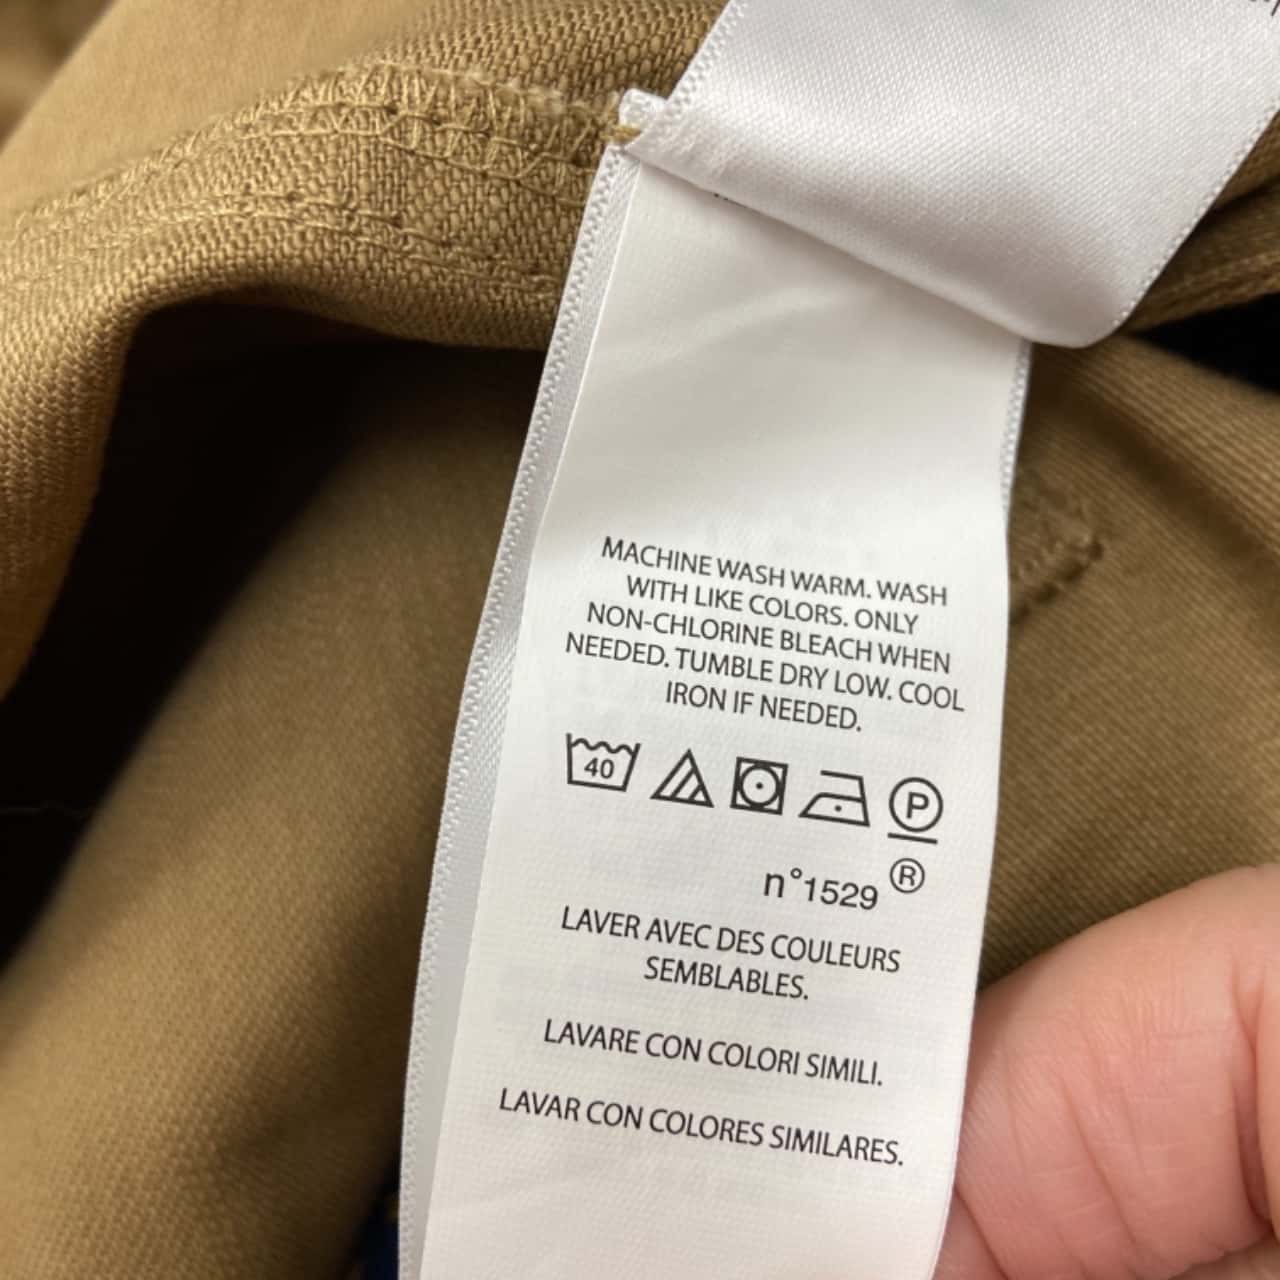 MACHINE WASH WARM. WASH
WITH LIKE COLORS. ONLY
NON-CHLORINE BLEACH WHEN
NEEDED. TUMBLE DRY LOW. COOL
IRON IF NEEDED.
40 P
n°1529 ®
LAVER AVEC DES COULEURS
SEMBLABLES.
LAVARE CON COLORI SIMILI.
LAVAR CON COLORES SIMILARES.